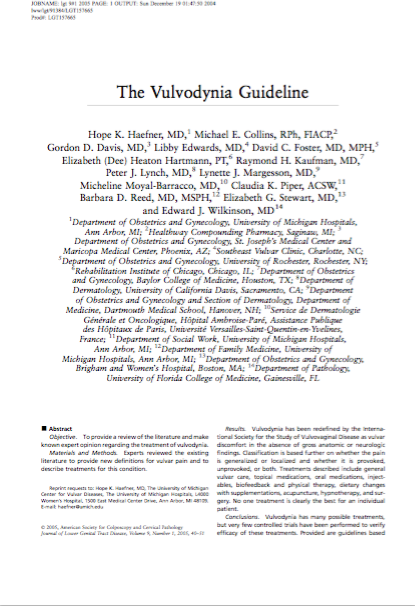 JOBNAME: lgt 9#1 2005 PAGE: 1 OUTPUT: Sun December 19 01:47:50 2004
lww/lgt/91380/LGT157665
Prod#: LGT157665
The Vulvodynia Guideline
Hope K. Haefner, MD,1 Michael E. Collins, RPh, FIACP,2
Gordon D. Davis, MD,3 Libby Edwards, MD,4 David C. Foster, MD, MPH,5
Elizabeth (Dee) Heaton Hartmann, PT,6 Raymond H. Kaufman, MD,7
Peter J. Lynch, MD,8 Lynette J. Margesson, MD,9
Micheline Moyal-Barracco, MD,10 Claudia K. Piper, ACSW,11
Barbara D. Reed, MD, MSPH,12 Elizabeth G. Stewart, MD,13
and Edward J. Wilkinson, MD14
1Department of Obstetrics and Gynecology, University of Michigan Hospitals,
Ann Arbor, MI; 2Healthway Compounding Pharmacy, Saginaw, MI; 3
Department of Obstetrics and Gynecology, St. Joseph's Medical Center and
Maricopa Medical Center, Phoenix, AZ; 4Southeast Vulvar Clinic, Charlotte, NC;
5Department of Obstetrics and Gynecology, University of Rochester, Rochester, NY;
6Rehabilitation Institute of Chicago, Chicago, IL; 7Department of Obstetrics
and Gynecology, Baylor College of Medicine, Houston, TX; 8Department of
Dermatology, University of California Davis, Sacramento, CA; 9Department
of Obstetrics and Gynecology and Section of Dermatology, Department of
Medicine, Dartmouth Medical School, Hanover, NH; 10Service de Dermatologie
Générale et Oncologique, Hôpital Ambroise-Paré, Assistance Publique
des Hôpitaux de Paris, Université Versailles-Saint-Quentin-en-Yvelines,
France; 11Department of Social Work, University of Michigan Hospitals,
Ann Arbor, MI; 12Department of Family Medicine, University of
Michigan Hospitals, Ann Arbor, MI; 13Department of Obstetrics and Gynecology,
Brigham and Women's Hospital, Boston, MA; 14Department of Pathology,
University of Florida College of Medicine, Gainesville, FL
■ Abstract
Objective. To provide a review of the literature and make
known expert opinion regarding the treatment of vulvodynia.
Materials and Methods. Experts reviewed the existing
literature to provide new definitions for vulvar pain and to
describe treatments for this condition.
Reprint requests to: Hope K. Haefner, MD, The University of Michigan
Center for Vulvar Diseases, The University of Michigan Hospitals, L4000
Women's Hospital, 1500 East Medical Center Drive, Ann Arbor, MI 48109.
E-mail: haefner@umich.edu
© 2005, American Society for Colposcopy and Cervical Pathology
Journal of Lower Genital Tract Disease, Volume 9, Number 1, 2005, 40–51
Results. Vulvodynia has been redefined by the Interna-
tional Society for the Study of Vulvovaginal Disease as vulvar
discomfort in the absence of gross anatomic or neurologic
findings. Classification is based further on whether the pain
is generalized or localized and whether it is provoked,
unprovoked, or both. Treatments described include general
vulvar care, topical medications, oral medications, inject-
ables, biofeedback and physical therapy, dietary changes
with supplementations, acupuncture, hypnotherapy, and sur-
gery. No one treatment is clearly the best for an individual
patient.
Conclusions. Vulvodynia has many possible treatments,
but very few controlled trials have been performed to verify
efficacy of these treatments. Provided are guidelines based